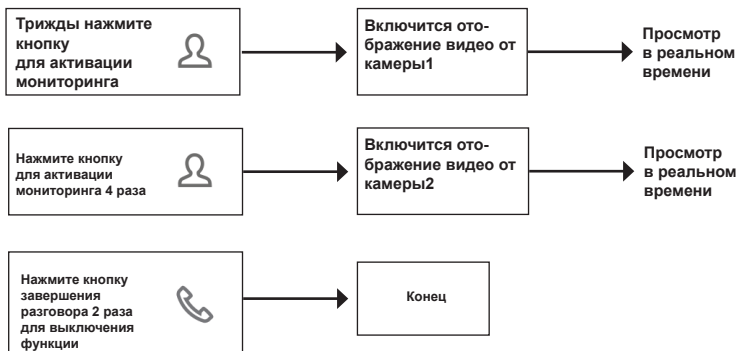 Трижды нажмите
кнопку
для активации
мониторинга
Включится ото-
бражение видео от
камеры1
Просмотр
в реальном
времени
Нажмите кнопку
для активации
мониторинга 4 раза
Включится ото-
бражение видео от
камеры2
Просмотр
в реальном
времени
Нажмите кнопку
завершения
разговора 2 раза
для выключения
функции
Конец